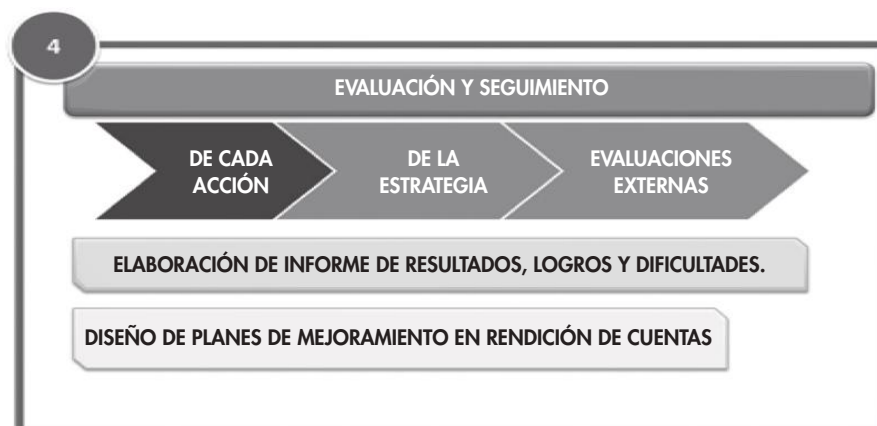 4
EVALUACIÓN Y SEGUIMIENTO
DE CADA
ACCIÓN
DE LA
ESTRATEGIA
EVALUACIONES
EXTERNAS
ELABORACIÓN DE INFORME DE RESULTADOS, LOGROS Y DIFICULTADES.
DISEÑO DE PLANES DE MEJORAMIENTO EN RENDICIÓN DE CUENTAS